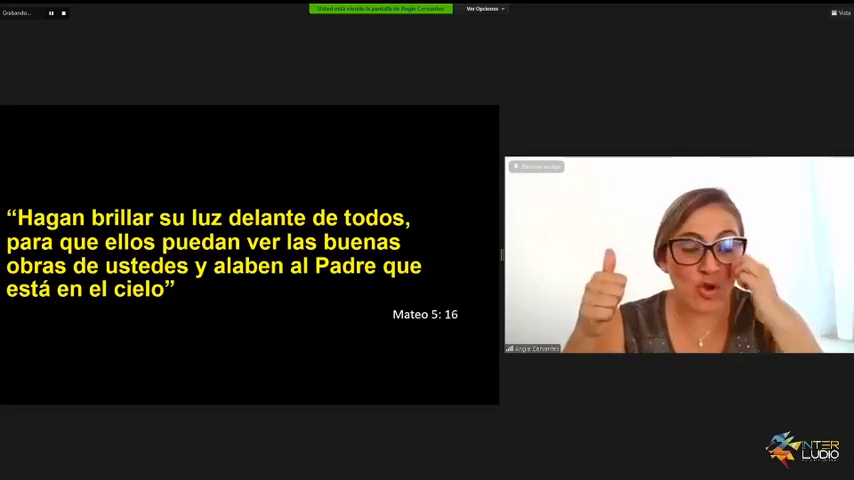 Grabando...
Usted está viendo la pantalla de Angie Cervantes
Ver Opciones
Vista
“Hagan brillar su luz delante de todos,
para que ellos puedan ver las buenas
obras de ustedes y alaben al Padre que
está en el cielo”
Mateo 5: 16
Angie Cervantes
INTER
LUDIO